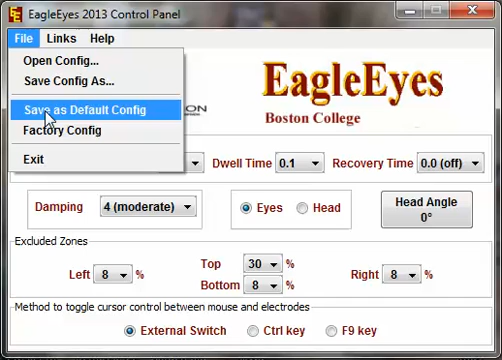 EagleEyes 2013 Control Panel
File Links Help
Open Config...
Save Config As...
Save as Default Config
Factory Config
Exit
EagleEyes
Boston College
Dwell Time 0.1 Recovery Time 0.0 (off)
Damping 4 (moderate) Eyes Head Head Angle
0°
Excluded Zones
Left 8 % Top 30 % Right 8 %
Bottom 8 %
Method to toggle cursor control between mouse and electrodes
External Switch Ctrl key F9 key